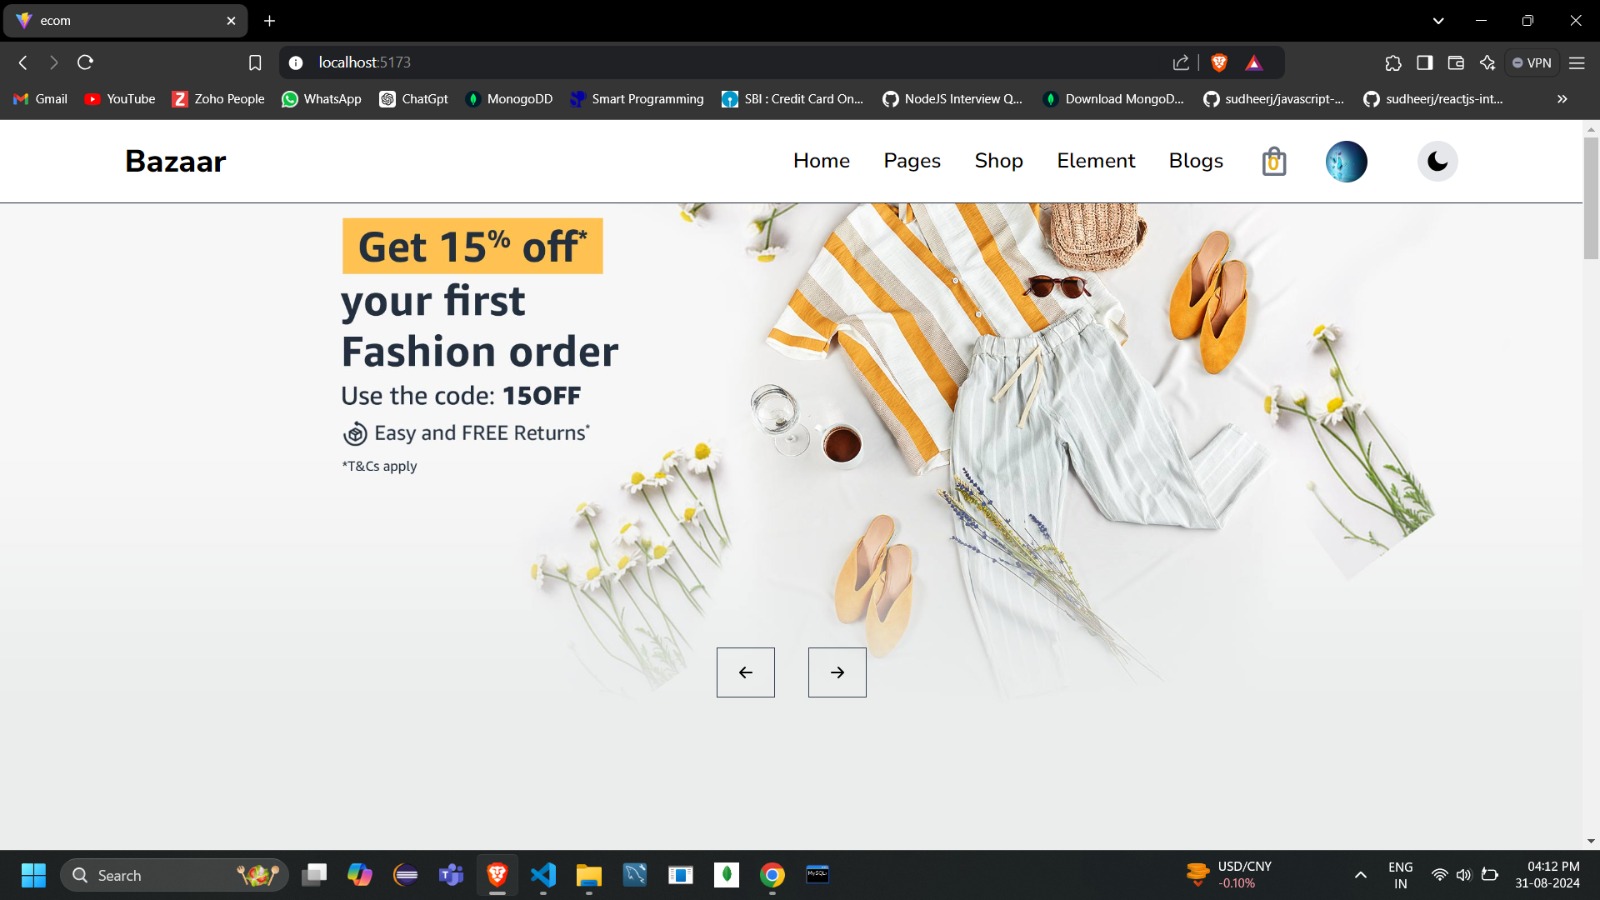 ecom
localhost:5173
VPN
Gmail
YouTube
Zoho People
WhatsApp
ChatGpt
MonogoDD
Smart Programming
SBI : Credit Card On...
NodeJS Interview Q...
Download MongoD...
sudheerj/javascript-...
sudheerj/reactjs-int...
Bazaar
Home
Pages
Shop
Element
Blogs
0
Get 15% off*
your first
Fashion order
Use the code: 15OFF
Easy and FREE Returns*
*T&Cs apply
Search
MySQL
USD/CNY
-0.10%
ENG
IN
04:12 PM
31-08-2024